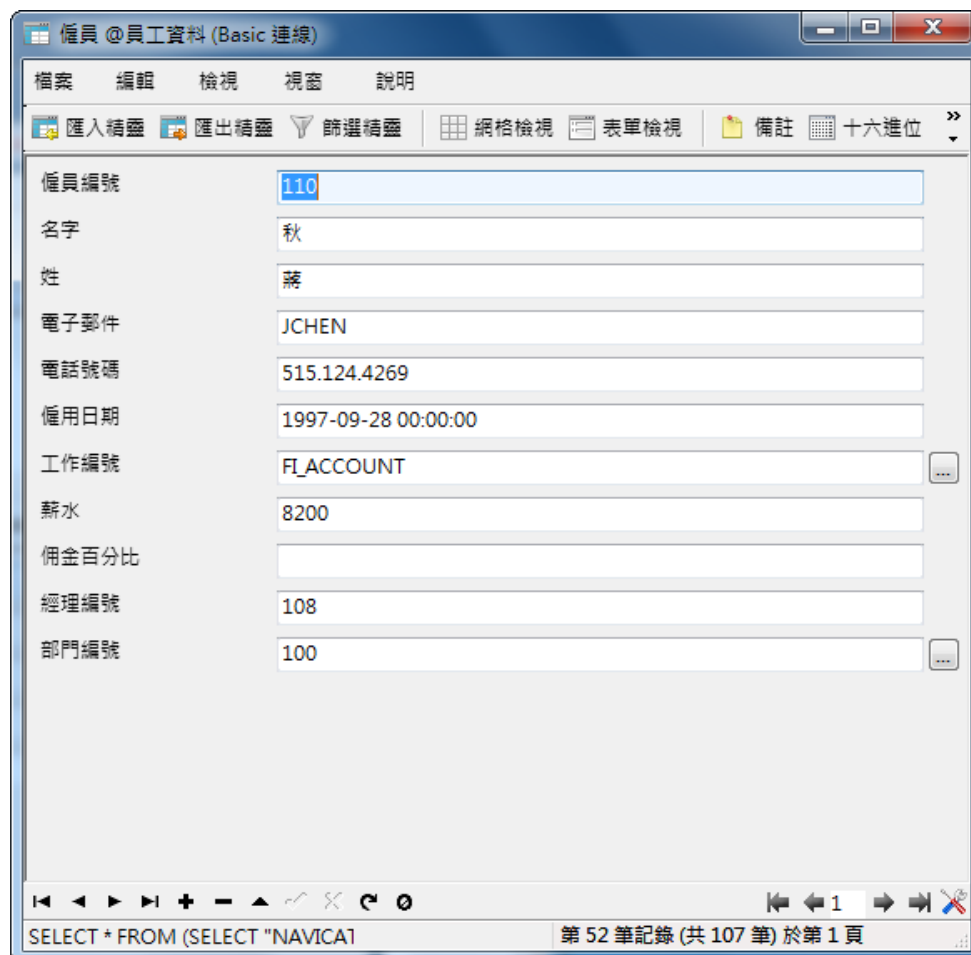 僱員 @員工資料 (Basic 連線)
檔案 編輯 檢視 視窗 說明
匯入精靈 匯出精靈 篩選精靈 網格檢視 表單檢視 備註 十六進位 »
僱員編號 110
名字 秋
姓 蔣
電子郵件 JCHEN
電話號碼 515.124.4269
僱用日期 1997-09-28 00:00:00
工作編號 FI_ACCOUNT ...
薪水 8200
佣金百分比
經理編號 108
部門編號 100 ...
1
SELECT * FROM (SELECT "NAVICAT 第 52 筆記錄 (共 107 筆) 於第 1 頁